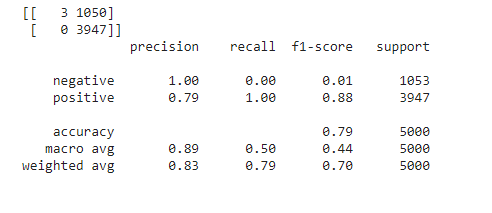 [[   3 1050]
 [   0 3947]]
              precision    recall  f1-score   support

    negative       1.00      0.00      0.01      1053
    positive       0.79      1.00      0.88      3947

    accuracy                           0.79      5000
   macro avg       0.89      0.50      0.44      5000
weighted avg       0.83      0.79      0.70      5000